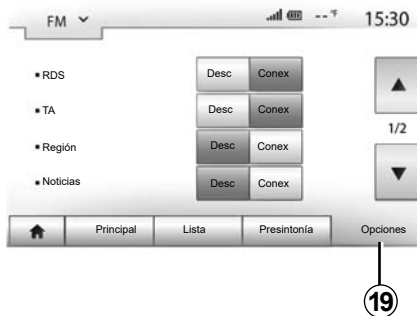 FM -- °F 15:30
RDS Desc Conex
TA Desc Conex
1/2
Región Desc Conex
Noticias Desc Conex
Principal Lista Presintonía Opciones
19